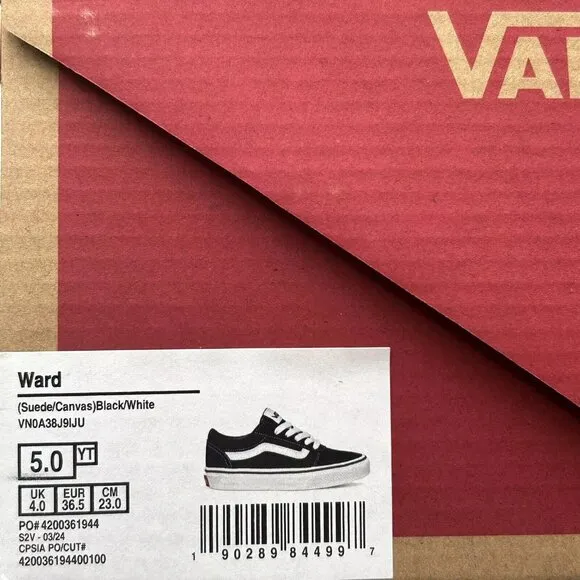 VAN
Ward
(Suede/Canvas)Black/White
VN0A38J9IJU
5.0 YT
UK EUR CM
4.0 36.5 23.0
PO# 4200361944
S2V - 03/24
CPSIA PO/CUT#
420036194400100
1 90289 84499 7